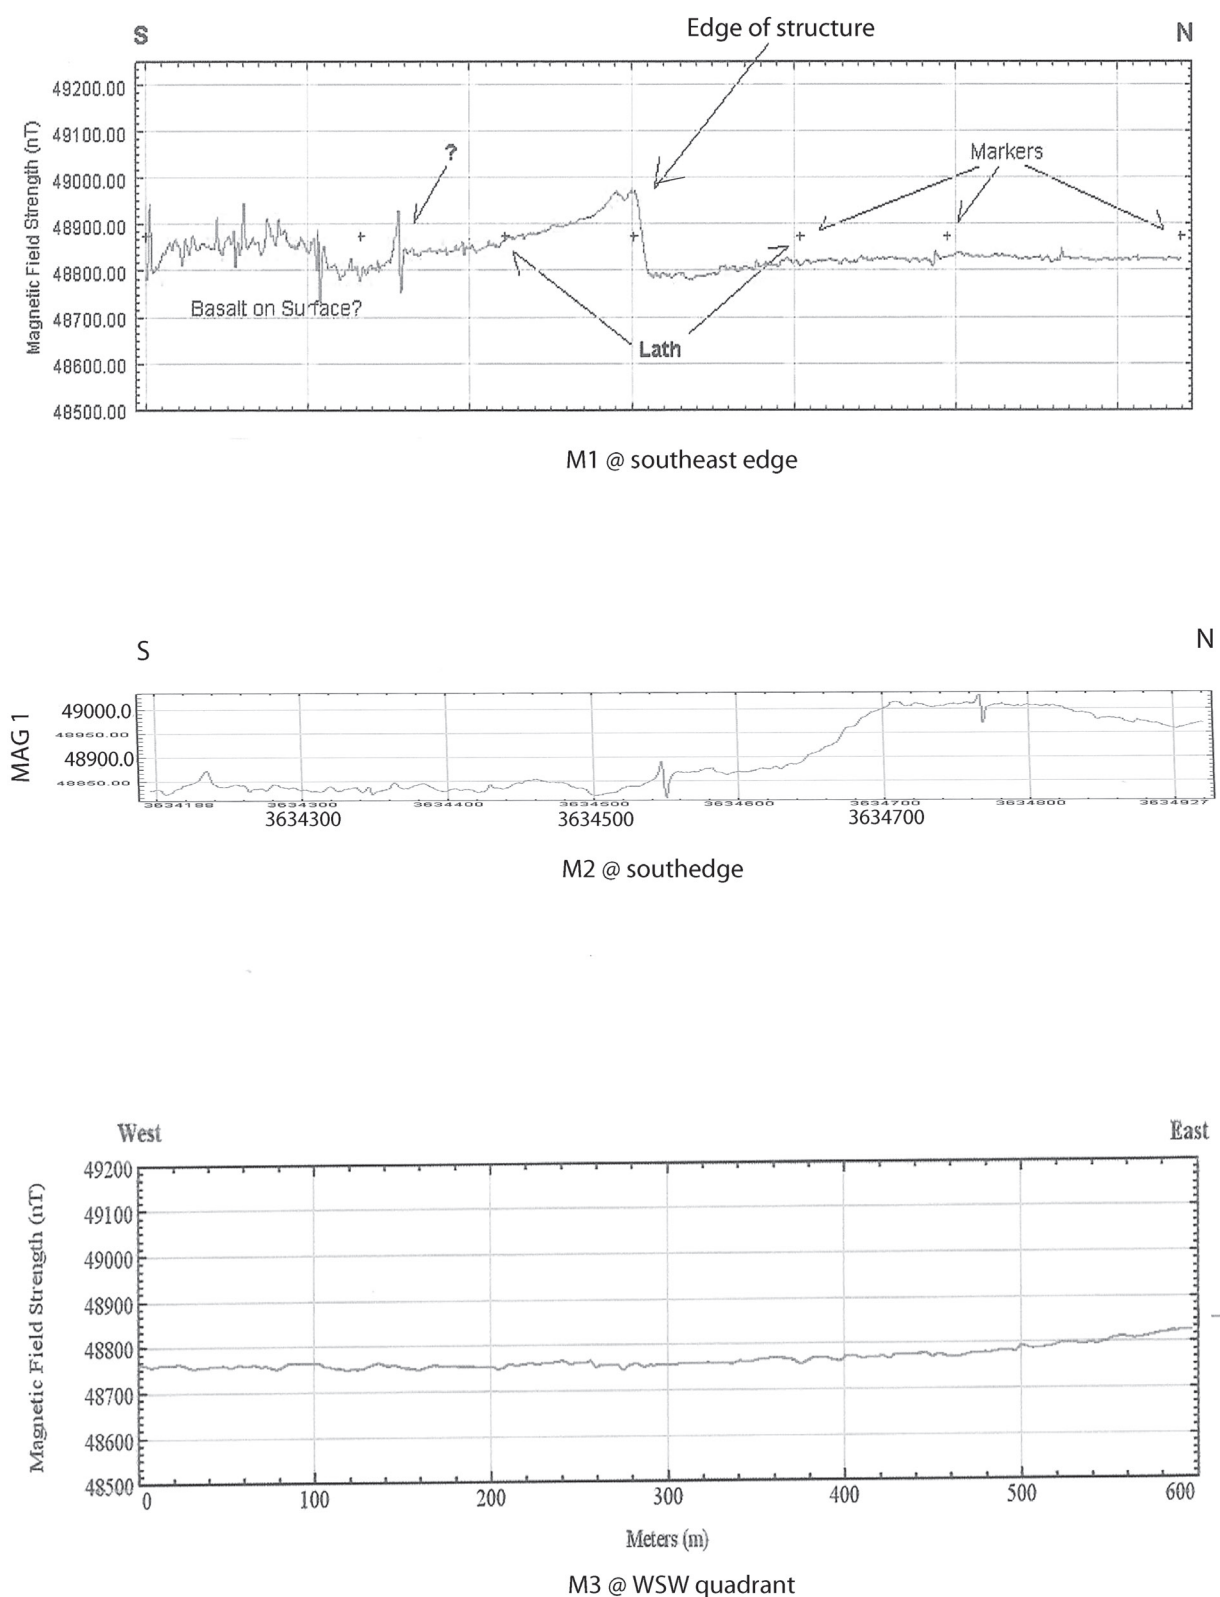 S
Edge of structure
N
49200.00
49100.00
49000.00
48900.00
48800.00
48700.00
48600.00
48500.00
Magnetic Field Strength (nT)
?
Markers
Basalt on Surface?
Lath
M1 @ southeast edge
S
N
MAG 1
49000.0
48950.00
48900.0
48850.00
3634188 3634300 3634400 3634500 3634600 3634700 3634800 3634927
3634300 3634500 3634700
M2 @ southedge
West
East
Magnetic Field Strength (nT)
49200
49100
49000
48900
48800
48700
48600
48500
0 100 200 300 400 500 600
Meters (m)
M3 @ WSW quadrant